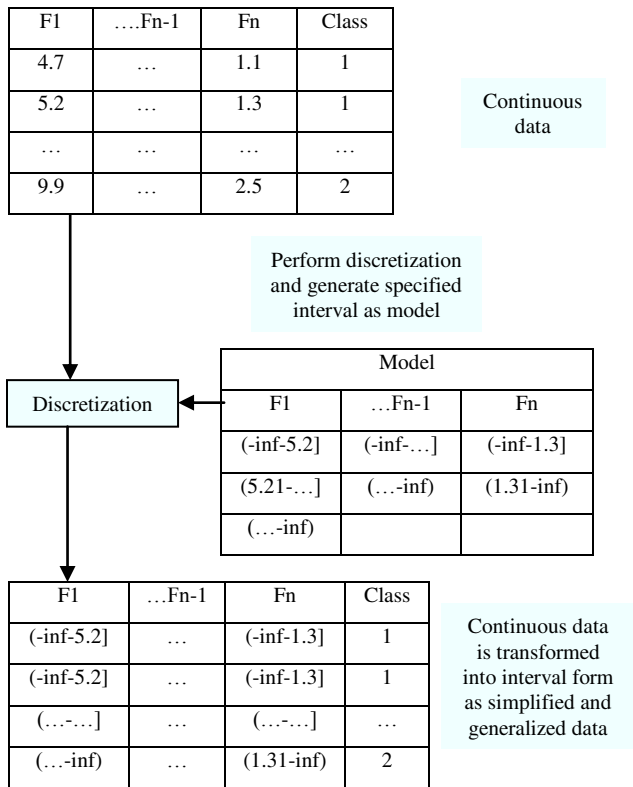 F1 ….Fn-1 Fn Class
4.7 … 1.1 1
5.2 … 1.3 1
… … … …
9.9 … 2.5 2
Continuous
data
Perform discretization
and generate specified
interval as model
Discretization
Model
F1 …Fn-1 Fn
(-inf-5.2] (-inf-…] (-inf-1.3]
(5.21-…] (…-inf) (1.31-inf)
(…-inf)
F1 …Fn-1 Fn Class
(-inf-5.2] … (-inf-1.3] 1
(-inf-5.2] … (-inf-1.3] 1
(…-…] … (…-…] …
(…-inf) … (1.31-inf) 2
Continuous data
is transformed
into interval form
as simplified and
generalized data